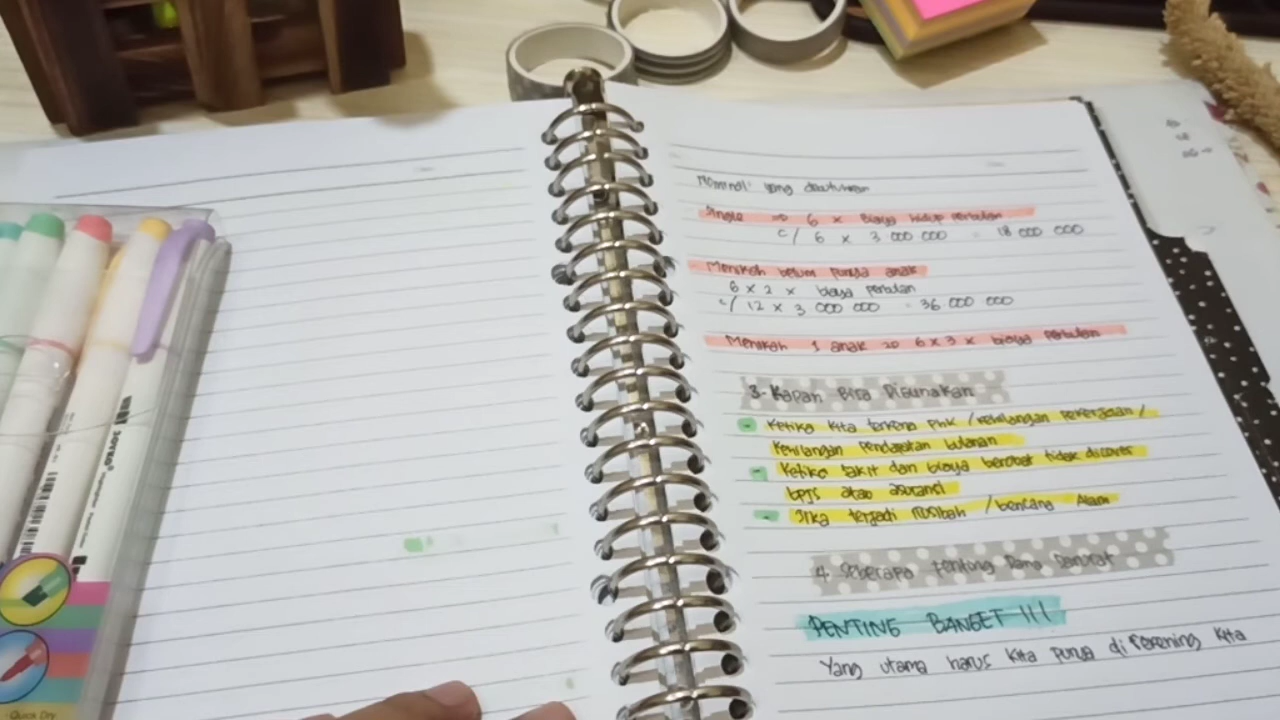 Nominal yang dibutuhkan
Single => 6 x biaya hidup perbulan
c/ 6 x 3 000 000 = 18 000 000
Menikah belum punya anak
6 x 2 x biaya perbulan
c/ 12 x 3 000 000 = 36 000 000
Menikah 1 anak => 6 x 3 x biaya perbulan
3. Kapan Bisa Digunakan
- Ketika kita terkena PHK / kehilangan pekerjaan /
kehilangan pendapatan bulanan
- Ketika sakit dan biaya berobat tidak dicover
bpjs atau asuransi
- Jika terjadi musibah / bencana Alam
4. Seberapa Penting Dana Darurat
PENTING BANGET !!!
Yang utama harus kita punya di rekening kita
Quick Dry